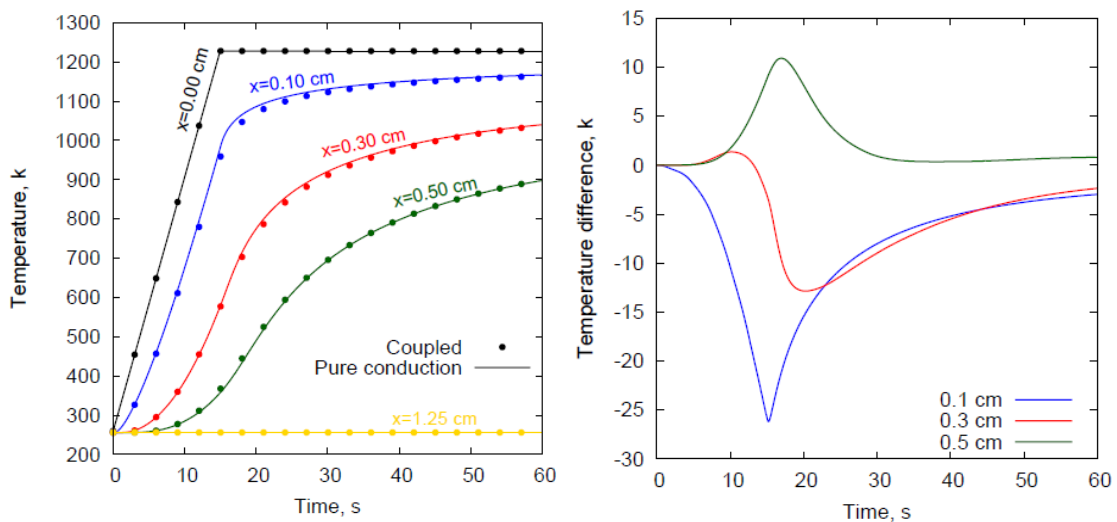 1300
1200
1100
1000
900
800
700
600
500
400
300
200
Temperature, k
x=0.00 cm
x=0.10 cm
x=0.30 cm
x=0.50 cm
Coupled
Pure conduction
x=1.25 cm
0 10 20 30 40 50 60
Time, s
15
10
5
0
-5
-10
-15
-20
-25
-30
Temperature difference, k
0.1 cm
0.3 cm
0.5 cm
0 10 20 30 40 50 60
Time, s